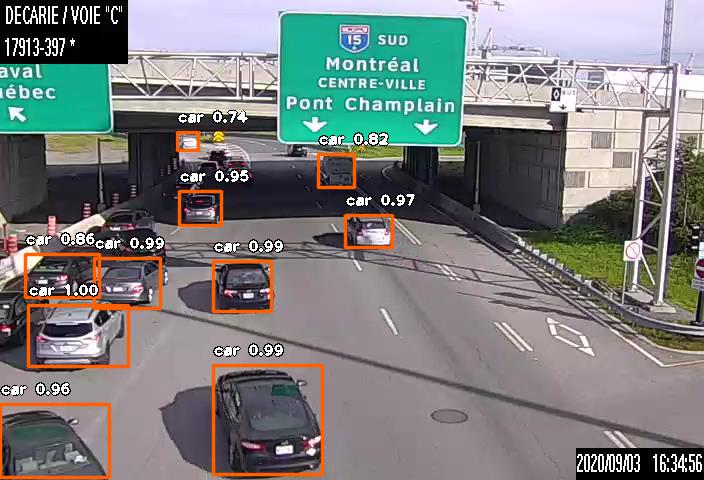 DECARIE / VOIE "C"
17913-397 *
aval
uébec
15 SUD
Montréal
CENTRE-VILLE
Pont Champlain
car 0.74
car 0.82
car 0.95
car 0.97
car 0.86
car 0.99
car 0.99
car 1.00
car 0.99
car 0.96
2020/09/03 16:34:56